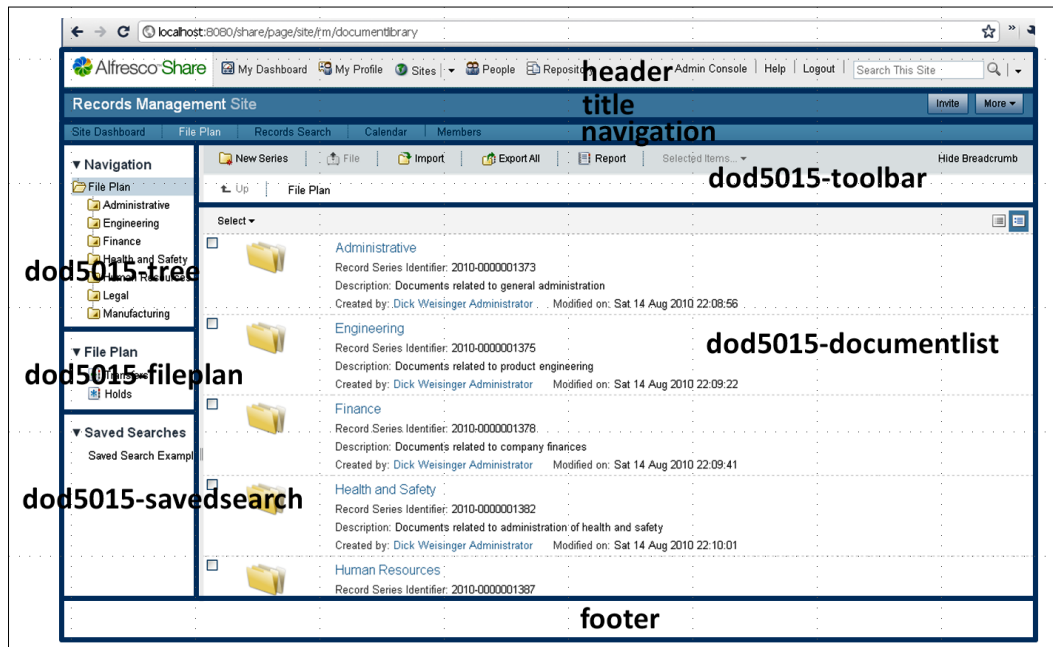 localhost:8080/share/page/site/rm/documentlibrary
Alfresco Share My Dashboard My Profile Sites People Repository header Admin Console Help Logout Search This Site
Records Management Site title Invite More
Site Dashboard File Plan Records Search Calendar Members navigation
Navigation
File Plan
Administrative
Engineering
Finance
Health and Safety
Human Resources
Legal
Manufacturing
dod5015-tree
File Plan
Transfers
Holds
dod5015-fileplan
Saved Searches
Saved Search Exampl
dod5015-savedsearch
New Series File Import Export All Report Selected Items... Hide Breadcrumb
Up File Plan
dod5015-toolbar
Select
Administrative
Record Series Identifier: 2010-0000001373
Description: Documents related to general administration
Created by: Dick Weisinger Administrator Modified on: Sat 14 Aug 2010 22:08:56
Engineering
Record Series Identifier: 2010-0000001375
Description: Documents related to product engineering
Created by: Dick Weisinger Administrator Modified on: Sat 14 Aug 2010 22:09:22
dod5015-documentlist
Finance
Record Series Identifier: 2010-0000001378
Description: Documents related to company finances
Created by: Dick Weisinger Administrator Modified on: Sat 14 Aug 2010 22:09:41
Health and Safety
Record Series Identifier: 2010-0000001382
Description: Documents related to administration of health and safety
Created by: Dick Weisinger Administrator Modified on: Sat 14 Aug 2010 22:10:01
Human Resources
Record Series Identifier: 2010-0000001387
footer